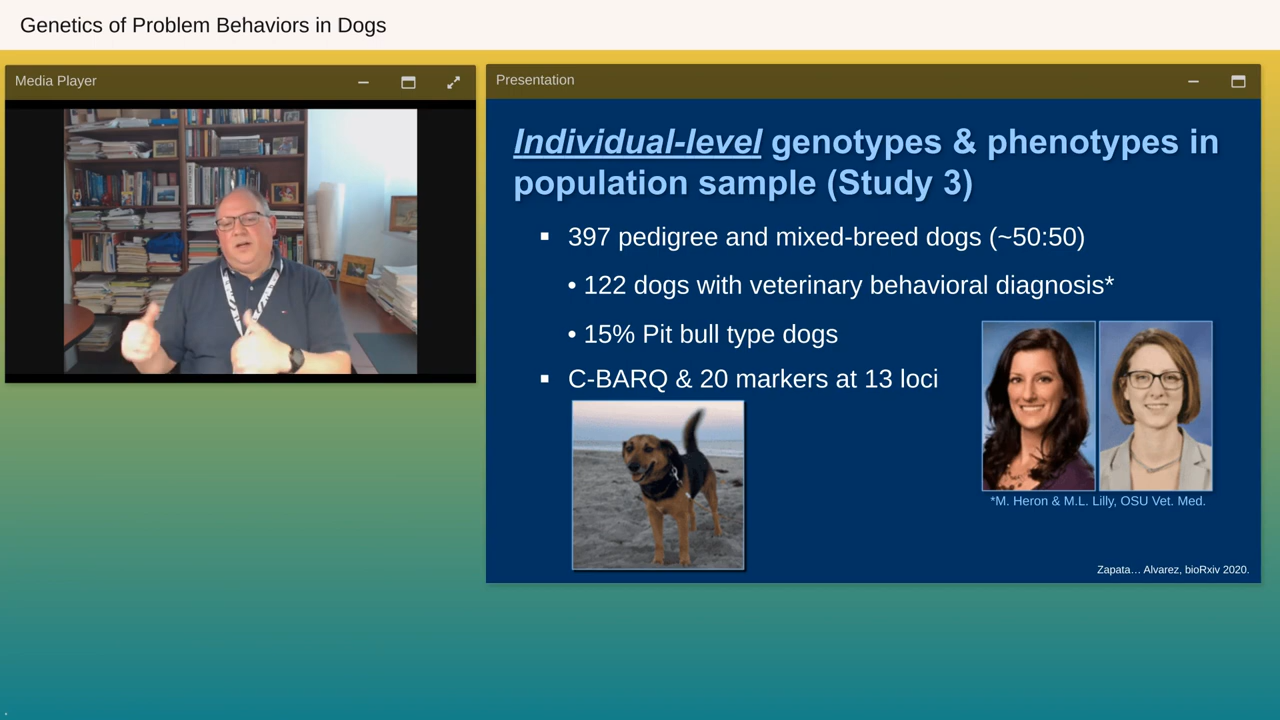 Genetics of Problem Behaviors in Dogs
Media Player
Presentation
Individual-level genotypes & phenotypes in
population sample (Study 3)
▪ 397 pedigree and mixed-breed dogs (~50:50)
• 122 dogs with veterinary behavioral diagnosis*
• 15% Pit bull type dogs
▪ C-BARQ & 20 markers at 13 loci
*M. Heron & M.L. Lilly, OSU Vet. Med.
Zapata… Alvarez, bioRxiv 2020.